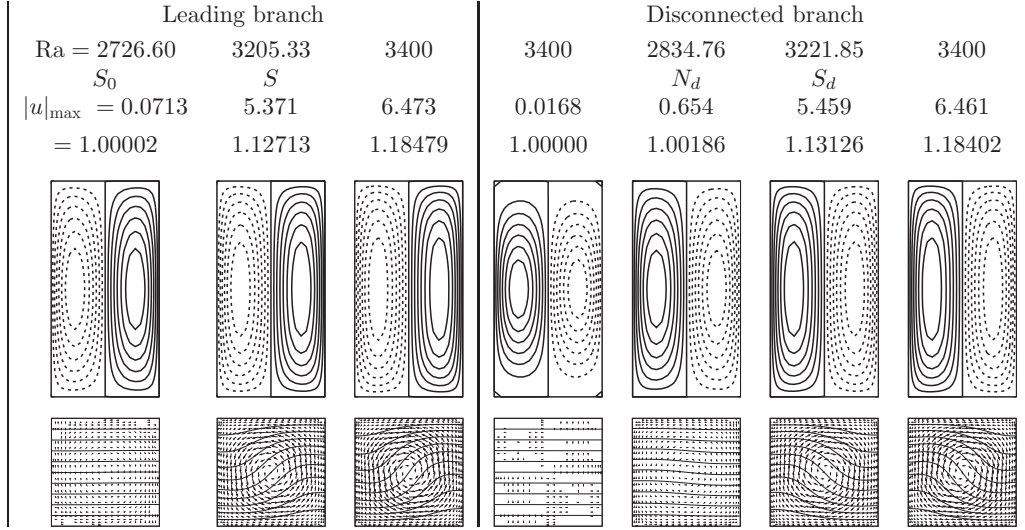 Leading branch Disconnected branch
Ra = 2726.60 3205.33 3400 3400 2834.76 3221.85 3400
S₀ S N_d S_d
|u|max = 0.0713 5.371 6.473 0.0168 0.654 5.459 6.461
= 1.00002 1.12713 1.18479 1.00000 1.00186 1.13126 1.18402